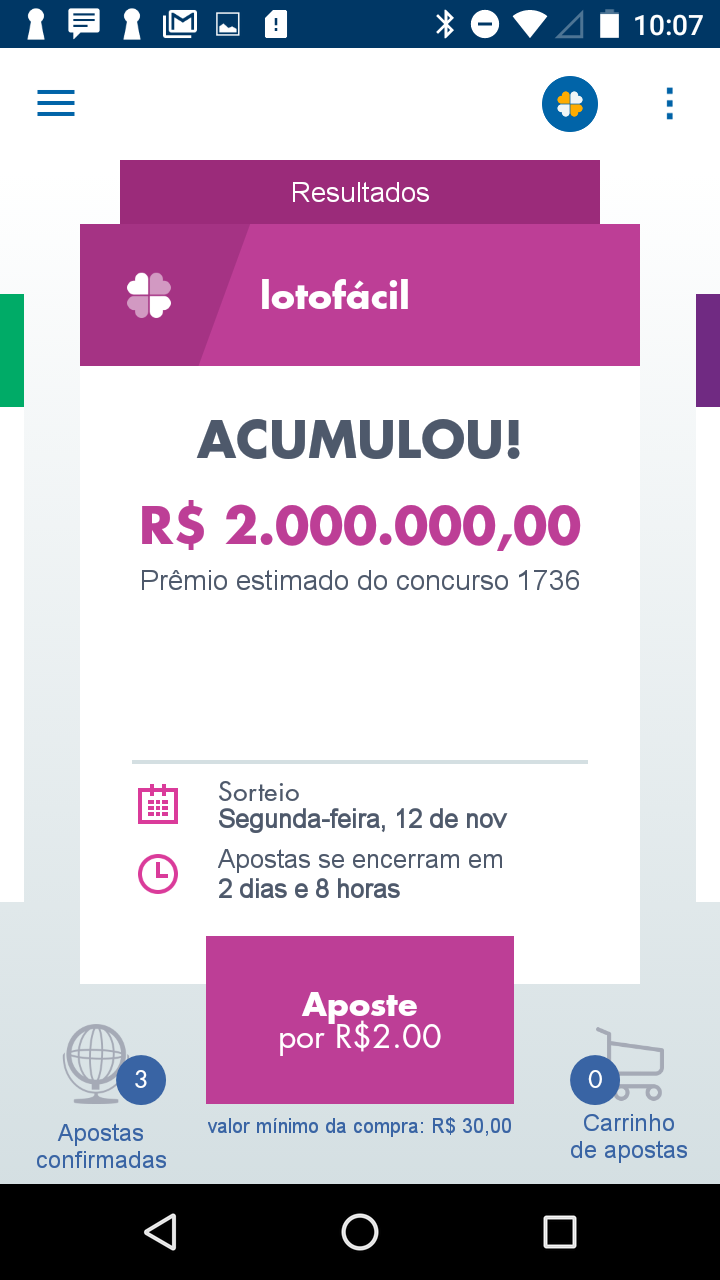 10:07
Resultados
lotofácil
ACUMULOU!
R$ 2.000.000,00
Prêmio estimado do concurso 1736
Sorteio
Segunda-feira, 12 de nov
Apostas se encerram em
2 dias e 8 horas
Aposte
por R$2.00
valor mínimo da compra: R$ 30,00
3
Apostas
confirmadas
0
Carrinho
de apostas